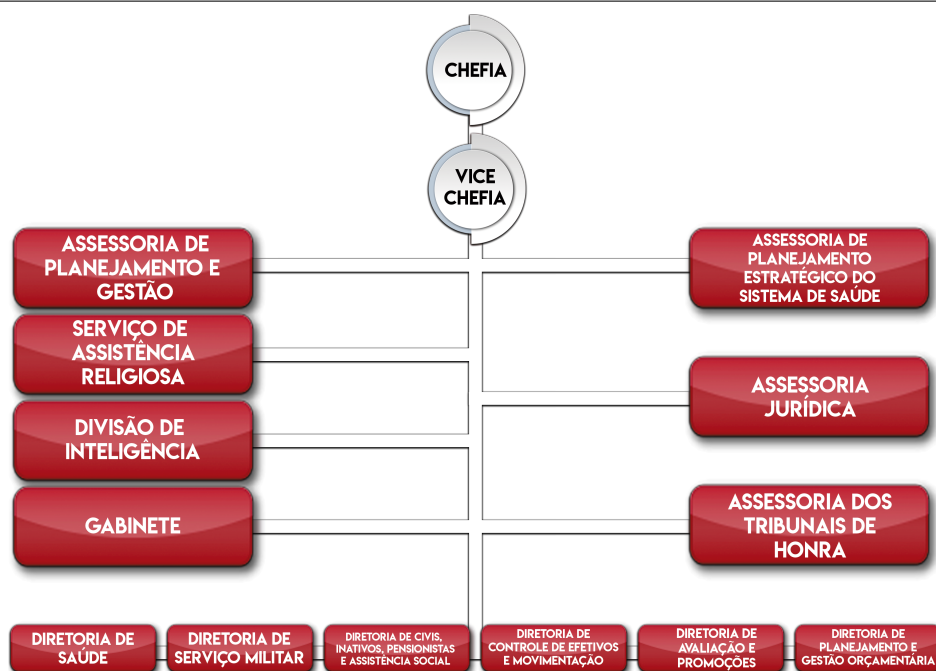 CHEFIA
VICE
CHEFIA
ASSESSORIA DE
PLANEJAMENTO E
GESTÃO
SERVIÇO DE
ASSISTÊNCIA
RELIGIOSA
DIVISÃO DE
INTELIGÊNCIA
GABINETE
ASSESSORIA DE
PLANEJAMENTO
ESTRATÉGICO DO
SISTEMA DE SAÚDE
ASSESSORIA
JURÍDICA
ASSESSORIA DOS
TRIBUNAIS DE
HONRA
DIRETORIA DE
SAÚDE
DIRETORIA DE
SERVIÇO MILITAR
DIRETORIA DE CIVIS,
INATIVOS, PENSIONISTAS
E ASSISTÊNCIA SOCIAL
DIRETORIA DE
CONTROLE DE EFETIVOS
E MOVIMENTAÇÃO
DIRETORIA DE
AVALIAÇÃO E
PROMOÇÕES
DIRETORIA DE
PLANEJAMENTO E
GESTÃO ORÇAMENTÁRIA